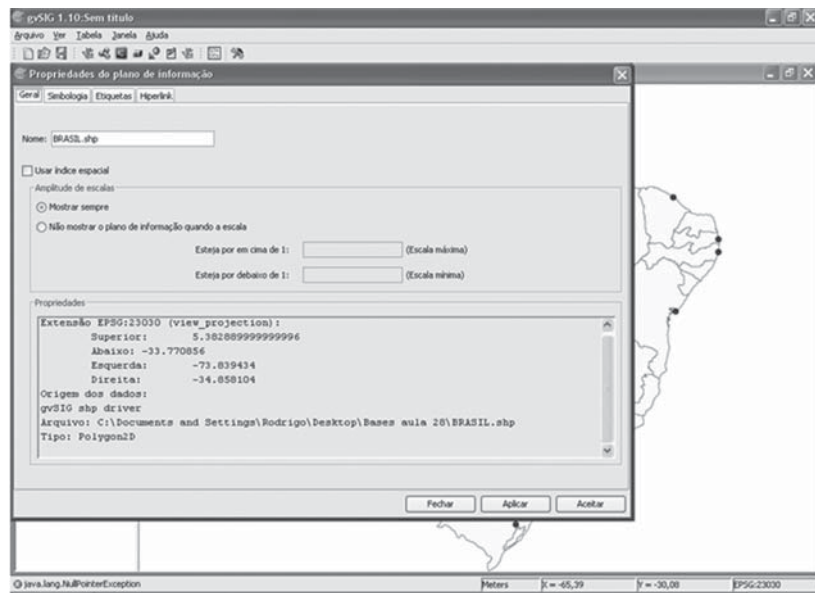 gvSIG 1.10:Sem título
Arquivo Ver Tabela Janela Ajuda
Propriedades do plano de informação
Geral Simbologia Etiquetas Hiperlink
Nome: BRASIL.shp
Usar índice espacial
Amplitude de escalas
Mostrar sempre
Não mostrar o plano de informação quando a escala
Esteja por em cima de 1: (Escala máxima)
Esteja por debaixo de 1: (Escala mínima)
Propriedades
Extensão EPSG:23030 (view_projection):
Superior: 5.382889999999996
Abaixo: -33.770856
Esquerda: -73.839434
Direita: -34.858104
Origem dos dados:
gvSIG shp driver
Arquivo: C:\Documents and Settings\Rodrigo\Desktop\Bases aula 28\BRASIL.shp
Tipo: Polygon2D
Fechar Aplicar Aceitar
java.lang.NullPointerException Meters X = -65,39 Y = -30,08 EPSG:23030